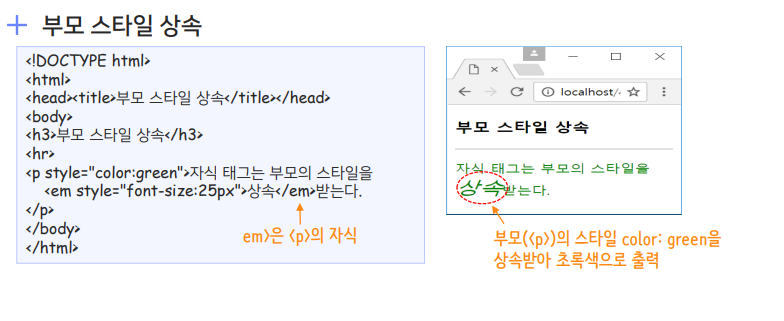 부모 스타일 상속
<!DOCTYPE html>
<html>
<head><title>부모 스타일 상속</title></head>
<body>
<h3>부모 스타일 상속</h3>
<hr>
<p style="color:green">자식 태그는 부모의 스타일을
<em style="font-size:25px">상속</em>받는다.
</p>
</body>
</html>
em>은 <p>의 자식
localhost/
부모 스타일 상속
자식 태그는 부모의 스타일을
상속받는다.
부모(<p>)의 스타일 color: green을
상속받아 초록색으로 출력